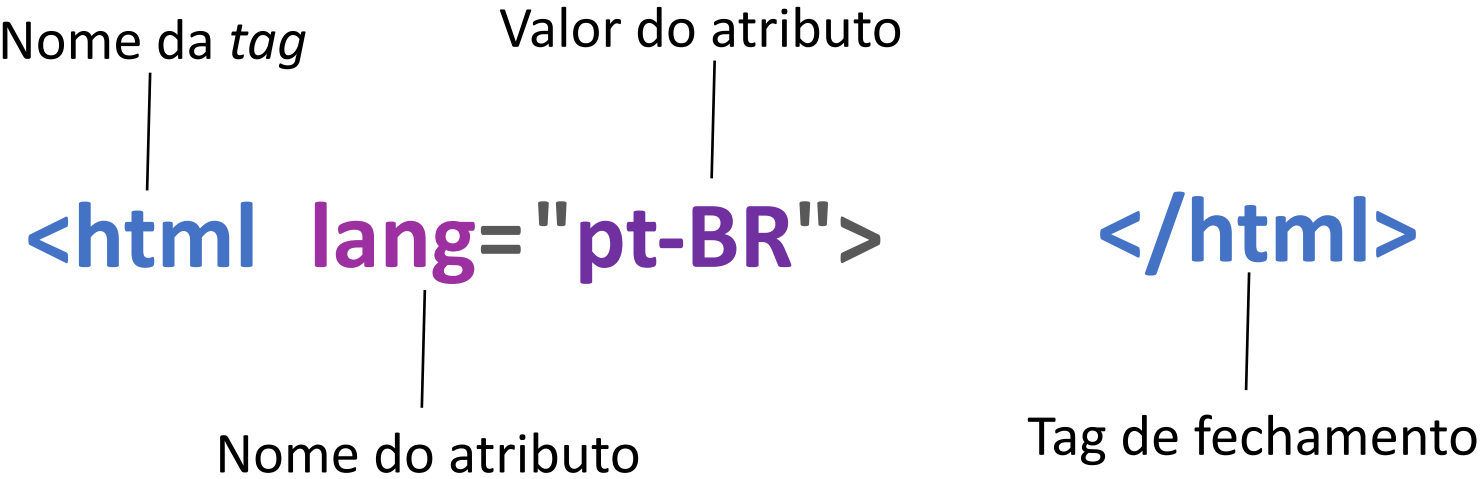 Nome da tag
Valor do atributo
<html lang="pt-BR">
</html>
Nome do atributo
Tag de fechamento